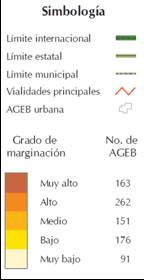 Simbología
Límite internacional
Límite estatal
Límite municipal
Vialidades principales
AGEB urbana
Grado de marginación No. de AGEB
Muy alto 163
Alto 262
Medio 151
Bajo 176
Muy bajo 91